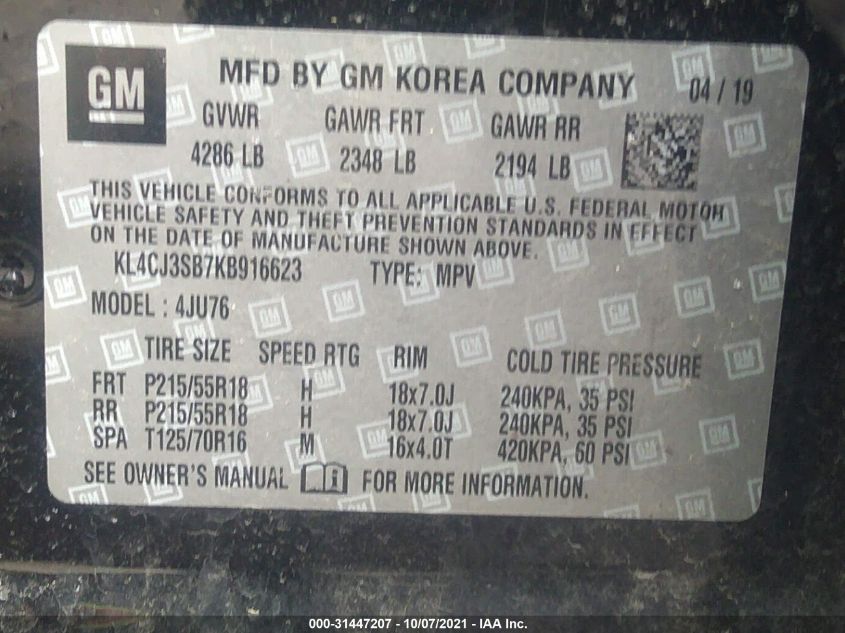 GM
MFD BY GM KOREA COMPANY 04 / 19
GVWR GAWR FRT GAWR RR
4286 LB 2348 LB 2194 LB
THIS VEHICLE CONFORMS TO ALL APPLICABLE U.S. FEDERAL MOTOR
VEHICLE SAFETY AND THEFT PREVENTION STANDARDS IN EFFECT
ON THE DATE OF MANUFACTURE SHOWN ABOVE.
KL4CJ3SB7KB916623 TYPE: MPV
MODEL : 4JU76
TIRE SIZE SPEED RTG RIM COLD TIRE PRESSURE
FRT P215/55R18 H 18x7.0J 240KPA, 35 PSI
RR P215/55R18 H 18x7.0J 240KPA, 35 PSI
SPA T125/70R16 M 16x4.0T 420KPA, 60 PSI
SEE OWNER'S MANUAL i FOR MORE INFORMATION.
000-31447207 - 10/07/2021 - IAA Inc.